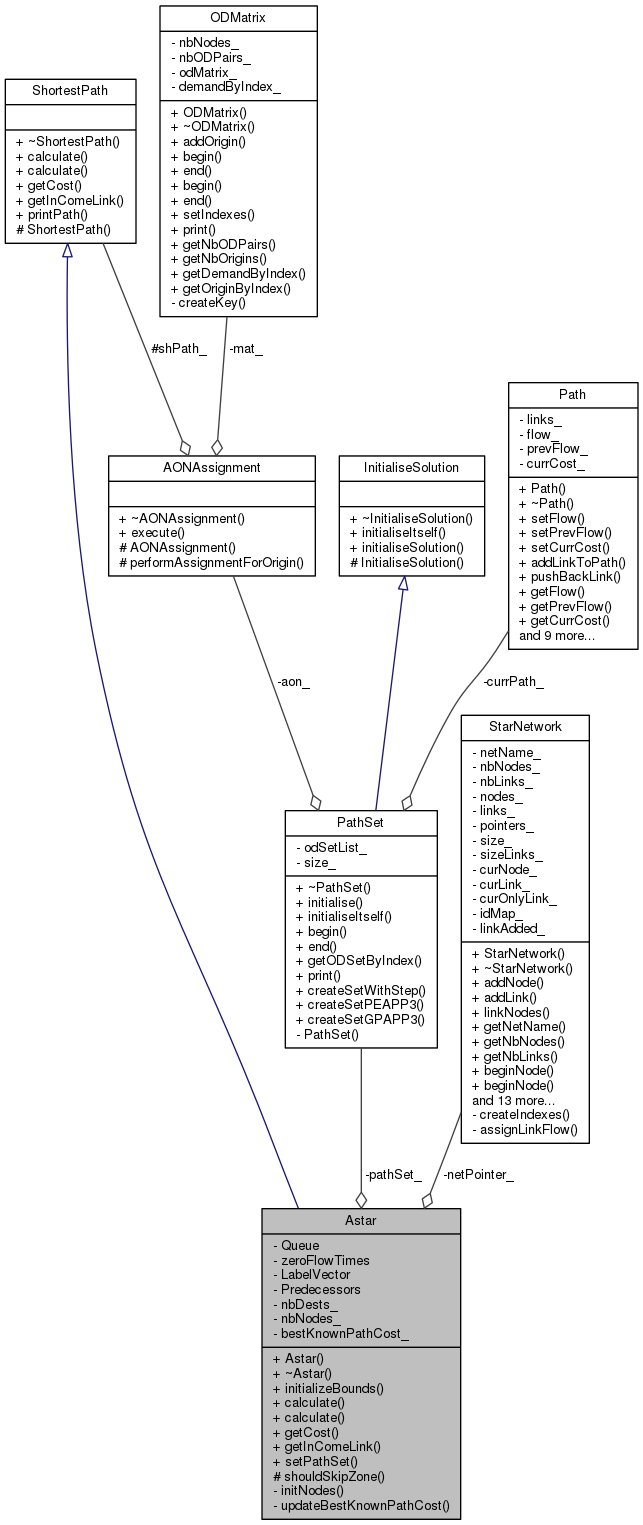 ODMatrix
- nbNodes_
- nbODPairs_
- odMatrix_
- demandByIndex_
+ ODMatrix()
+ ~ODMatrix()
+ addOrigin()
+ begin()
+ end()
+ begin()
+ end()
+ setIndexes()
+ print()
+ getNbODPairs()
+ getNbOrigins()
+ getDemandByIndex()
+ getOriginByIndex()
- createKey()
ShortestPath
+ ~ShortestPath()
+ calculate()
+ calculate()
+ getCost()
+ getInComeLink()
+ printPath()
# ShortestPath()
#shPath_
-mat_
Path
- links_
- flow_
- prevFlow_
- currCost_
+ Path()
+ ~Path()
+ setFlow()
+ setPrevFlow()
+ setCurrCost()
+ addLinkToPath()
+ pushBackLink()
+ getFlow()
+ getPrevFlow()
+ getCurrCost()
and 9 more...
AONAssignment
+ ~AONAssignment()
+ execute()
# AONAssignment()
# performAssignmentForOrigin()
InitialiseSolution
+ ~InitialiseSolution()
+ initialiseItself()
+ initialiseSolution()
# InitialiseSolution()
-aon_
-currPath_
StarNetwork
- netName_
- nbNodes_
- nbLinks_
- nodes_
- links_
- pointers_
- size_
- sizeLinks_
- curNode_
- curLink_
- curOnlyLink_
- idMap_
- linkAdded_
+ StarNetwork()
+ ~StarNetwork()
+ addNode()
+ addLink()
+ linkNodes()
+ getNetName()
+ getNbNodes()
+ getNbLinks()
+ beginNode()
+ beginNode()
and 13 more...
- createIndexes()
- assignLinkFlow()
PathSet
- odSetList_
- size_
+ ~PathSet()
+ initialise()
+ initialiseItself()
+ begin()
+ end()
+ getODSetByIndex()
+ print()
+ createSetWithStep()
+ createSetPEAPP3()
+ createSetGPAPP3()
- PathSet()
-pathSet_
-netPointer_
Astar
- Queue
- zeroFlowTimes
- LabelVector
- Predecessors
- nbDests_
- nbNodes_
- bestKnownPathCost_
+ Astar()
+ ~Astar()
+ initializeBounds()
+ calculate()
+ calculate()
+ getCost()
+ getInComeLink()
+ setPathSet()
# shouldSkipZone()
- initNodes()
- updateBestKnownPathCost()